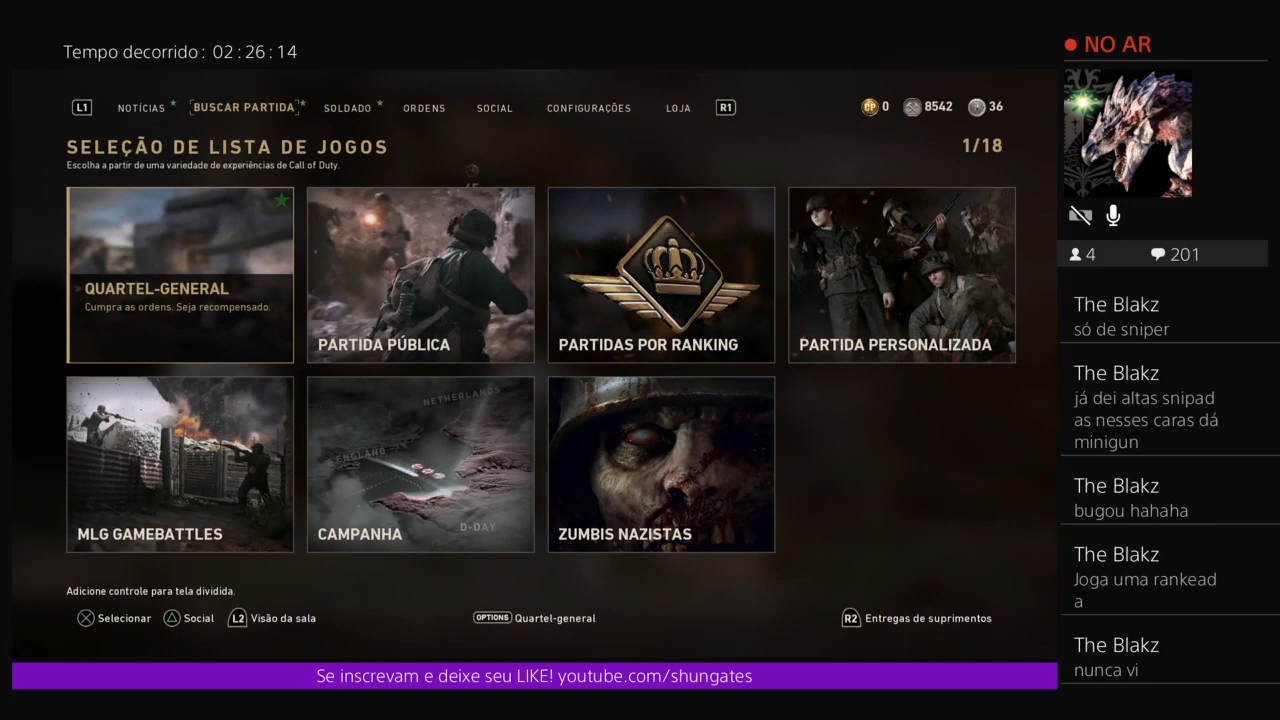 Tempo decorrido: 02:26:14
NO AR
L1 NOTÍCIAS BUSCAR PARTIDA SOLDADO ORDENS SOCIAL CONFIGURAÇÕES LOJA R1 CP 0 8542 36
SELEÇÃO DE LISTA DE JOGOS
1/18
Escolha a partir de uma variedade de experiências de Call of Duty.
QUARTEL-GENERAL
Cumpra as ordens. Seja recompensado.
PARTIDA PÚBLICA
PARTIDAS POR RANKING
PARTIDA PERSONALIZADA
MLG GAMEBATTLES
NETHERLANDS
ENGLAND
D-DAY
CAMPANHA
ZUMBIS NAZISTAS
Adicione controle para tela dividida.
Selecionar Social L2 Visão da sala OPTIONS Quartel-general R2 Entregas de suprimentos
Se inscrevam e deixe seu LIKE! youtube.com/shungates
4 201
The Blakz
só de sniper
The Blakz
já dei altas snipad
as nesses caras dá
minigun
The Blakz
bugou hahaha
The Blakz
Joga uma rankead
a
The Blakz
nunca vi